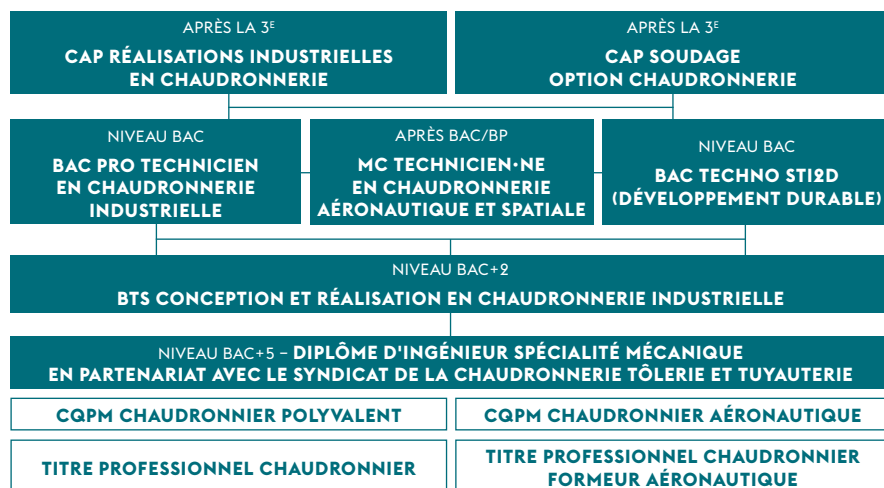 APRÈS LA 3ᴱ
CAP RÉALISATIONS INDUSTRIELLES
EN CHAUDRONNERIE
APRÈS LA 3ᴱ
CAP SOUDAGE
OPTION CHAUDRONNERIE
NIVEAU BAC
BAC PRO TECHNICIEN
EN CHAUDRONNERIE
INDUSTRIELLE
APRÈS BAC/BP
MC TECHNICIEN·NE
EN CHAUDRONNERIE
AÉRONAUTIQUE ET SPATIALE
NIVEAU BAC
BAC TECHNO STI2D
(DÉVELOPPEMENT DURABLE)
NIVEAU BAC+2
BTS CONCEPTION ET RÉALISATION EN CHAUDRONNERIE INDUSTRIELLE
NIVEAU BAC+5 – DIPLÔME D'INGÉNIEUR SPÉCIALITÉ MÉCANIQUE
EN PARTENARIAT AVEC LE SYNDICAT DE LA CHAUDRONNERIE TÔLERIE ET TUYAUTERIE
CQPM CHAUDRONNIER POLYVALENT
CQPM CHAUDRONNIER AÉRONAUTIQUE
TITRE PROFESSIONNEL CHAUDRONNIER
TITRE PROFESSIONNEL CHAUDRONNIER
FORMEUR AÉRONAUTIQUE